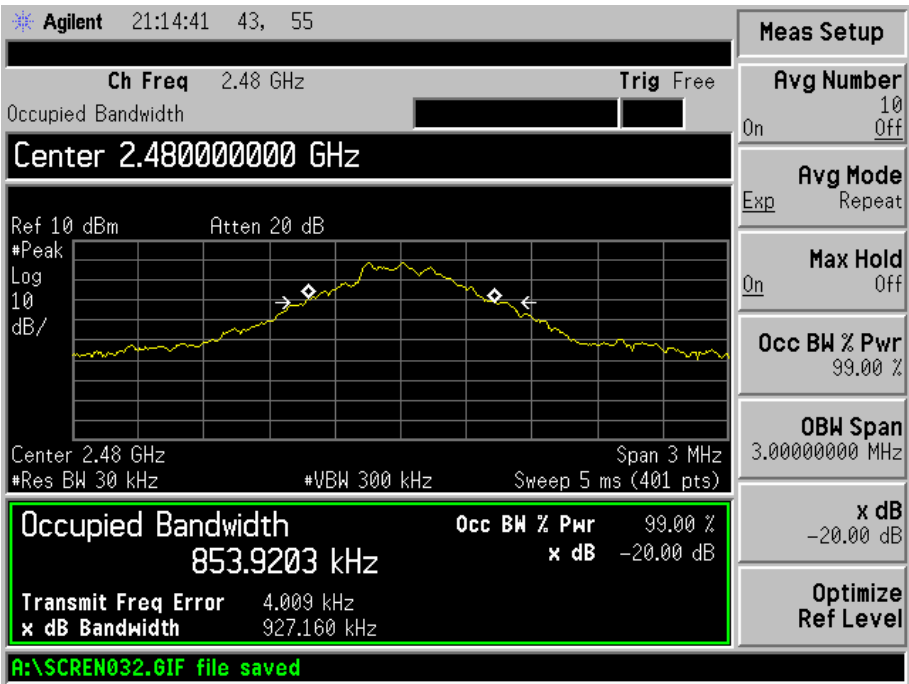 Agilent 21:14:41 43, 55
Ch Freq 2.48 GHz Trig Free
Occupied Bandwidth
Center 2.480000000 GHz
Ref 10 dBm Atten 20 dB
#Peak
Log
10
dB/
Center 2.48 GHz Span 3 MHz
#Res BW 30 kHz #VBW 300 kHz Sweep 5 ms (401 pts)
Occupied Bandwidth Occ BW % Pwr 99.00 %
853.9203 kHz x dB -20.00 dB
Transmit Freq Error 4.009 kHz
x dB Bandwidth 927.160 kHz
A:\SCREN032.GIF file saved
Meas Setup
Avg Number
10
On Off
Avg Mode
Exp Repeat
Max Hold
On Off
Occ BW % Pwr
99.00 %
OBW Span
3.00000000 MHz
x dB
-20.00 dB
Optimize
Ref Level